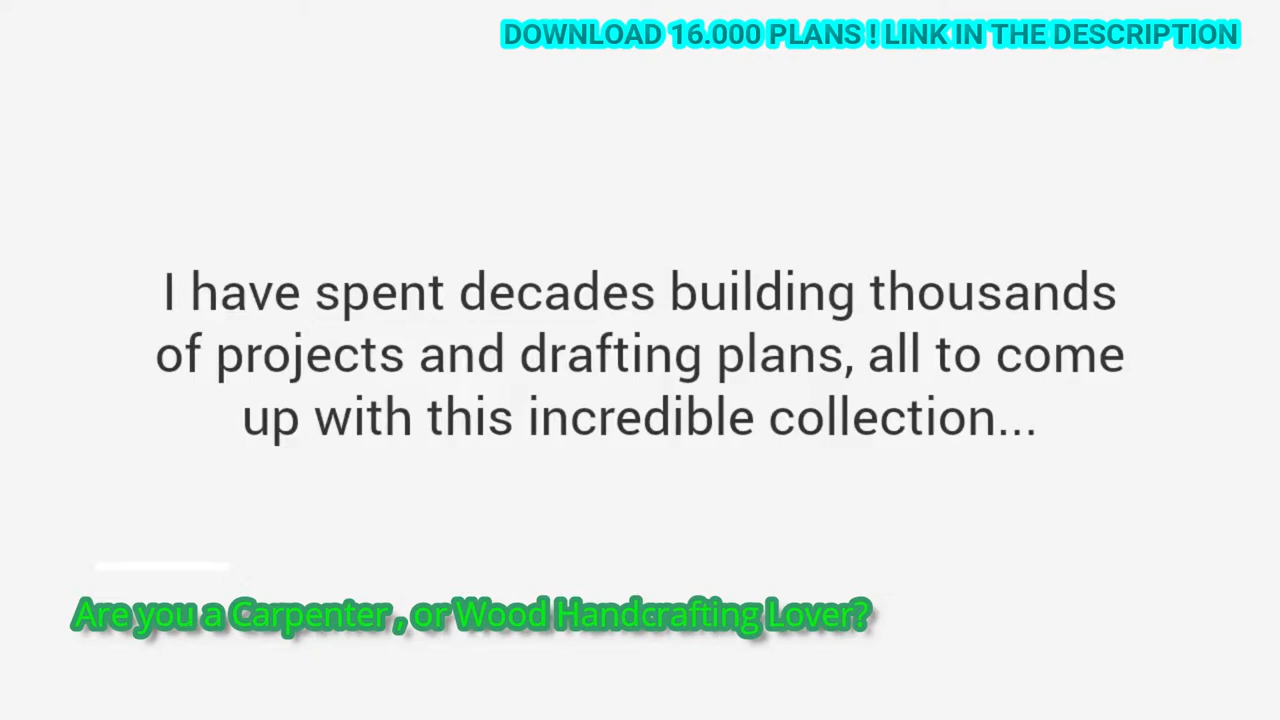 DOWNLOAD 16.000 PLANS ! LINK IN THE DESCRIPTION
I have spent decades building thousands
of projects and drafting plans, all to come
up with this incredible collection...
Are you a Carpenter , or Wood Handcrafting Lover?